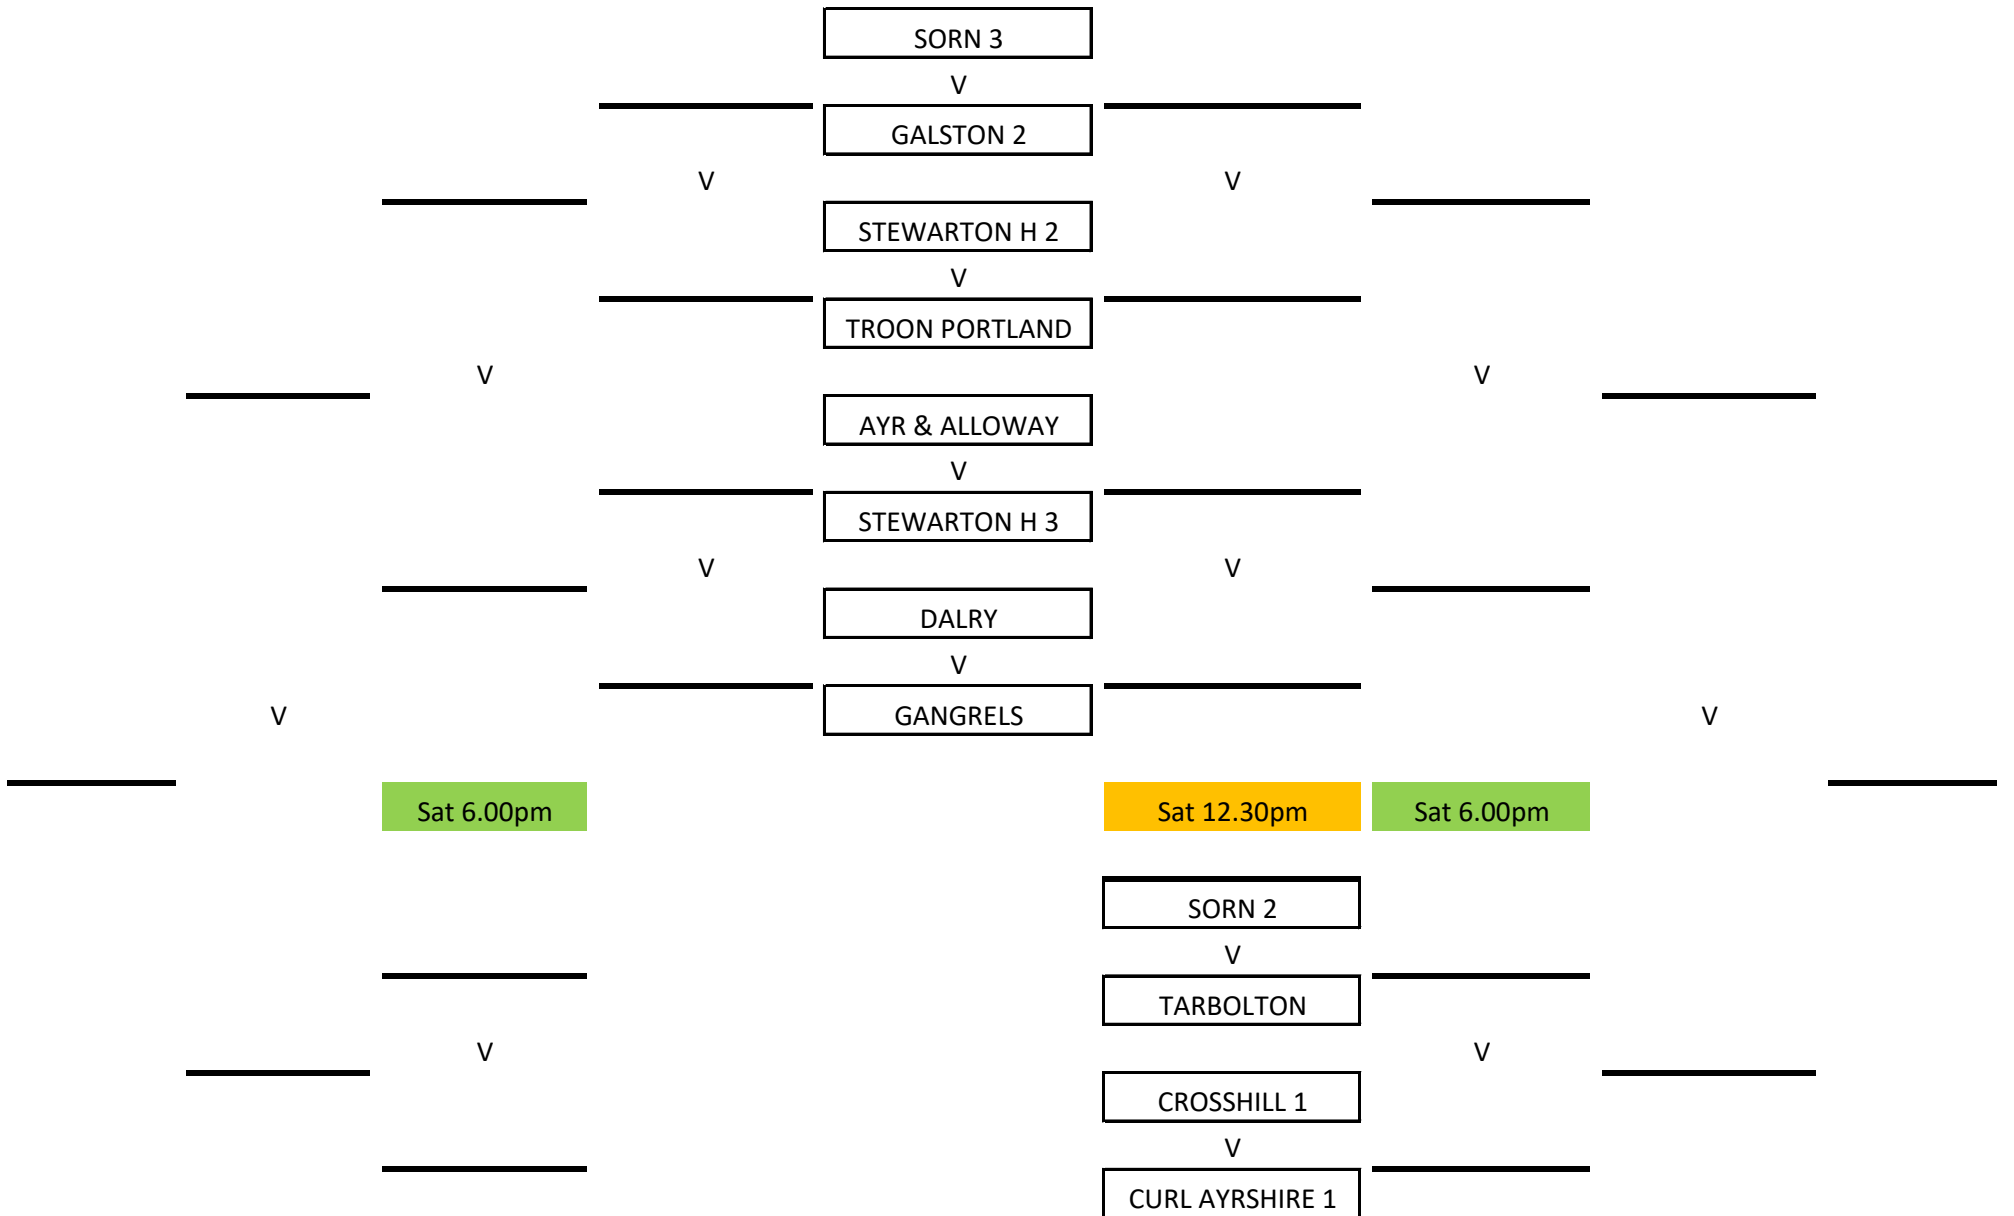 SORN 3
V
GALSTON 2
V V
STEWARTON H 2
V
TROON PORTLAND
V V
AYR & ALLOWAY
V
STEWARTON H 3
V V
DALRY
V
GANGRELS
V V
Sat 6.00pm Sat 12.30pm Sat 6.00pm
SORN 2
V
TARBOLTON
V V
CROSSHILL 1
V
CURL AYRSHIRE 1